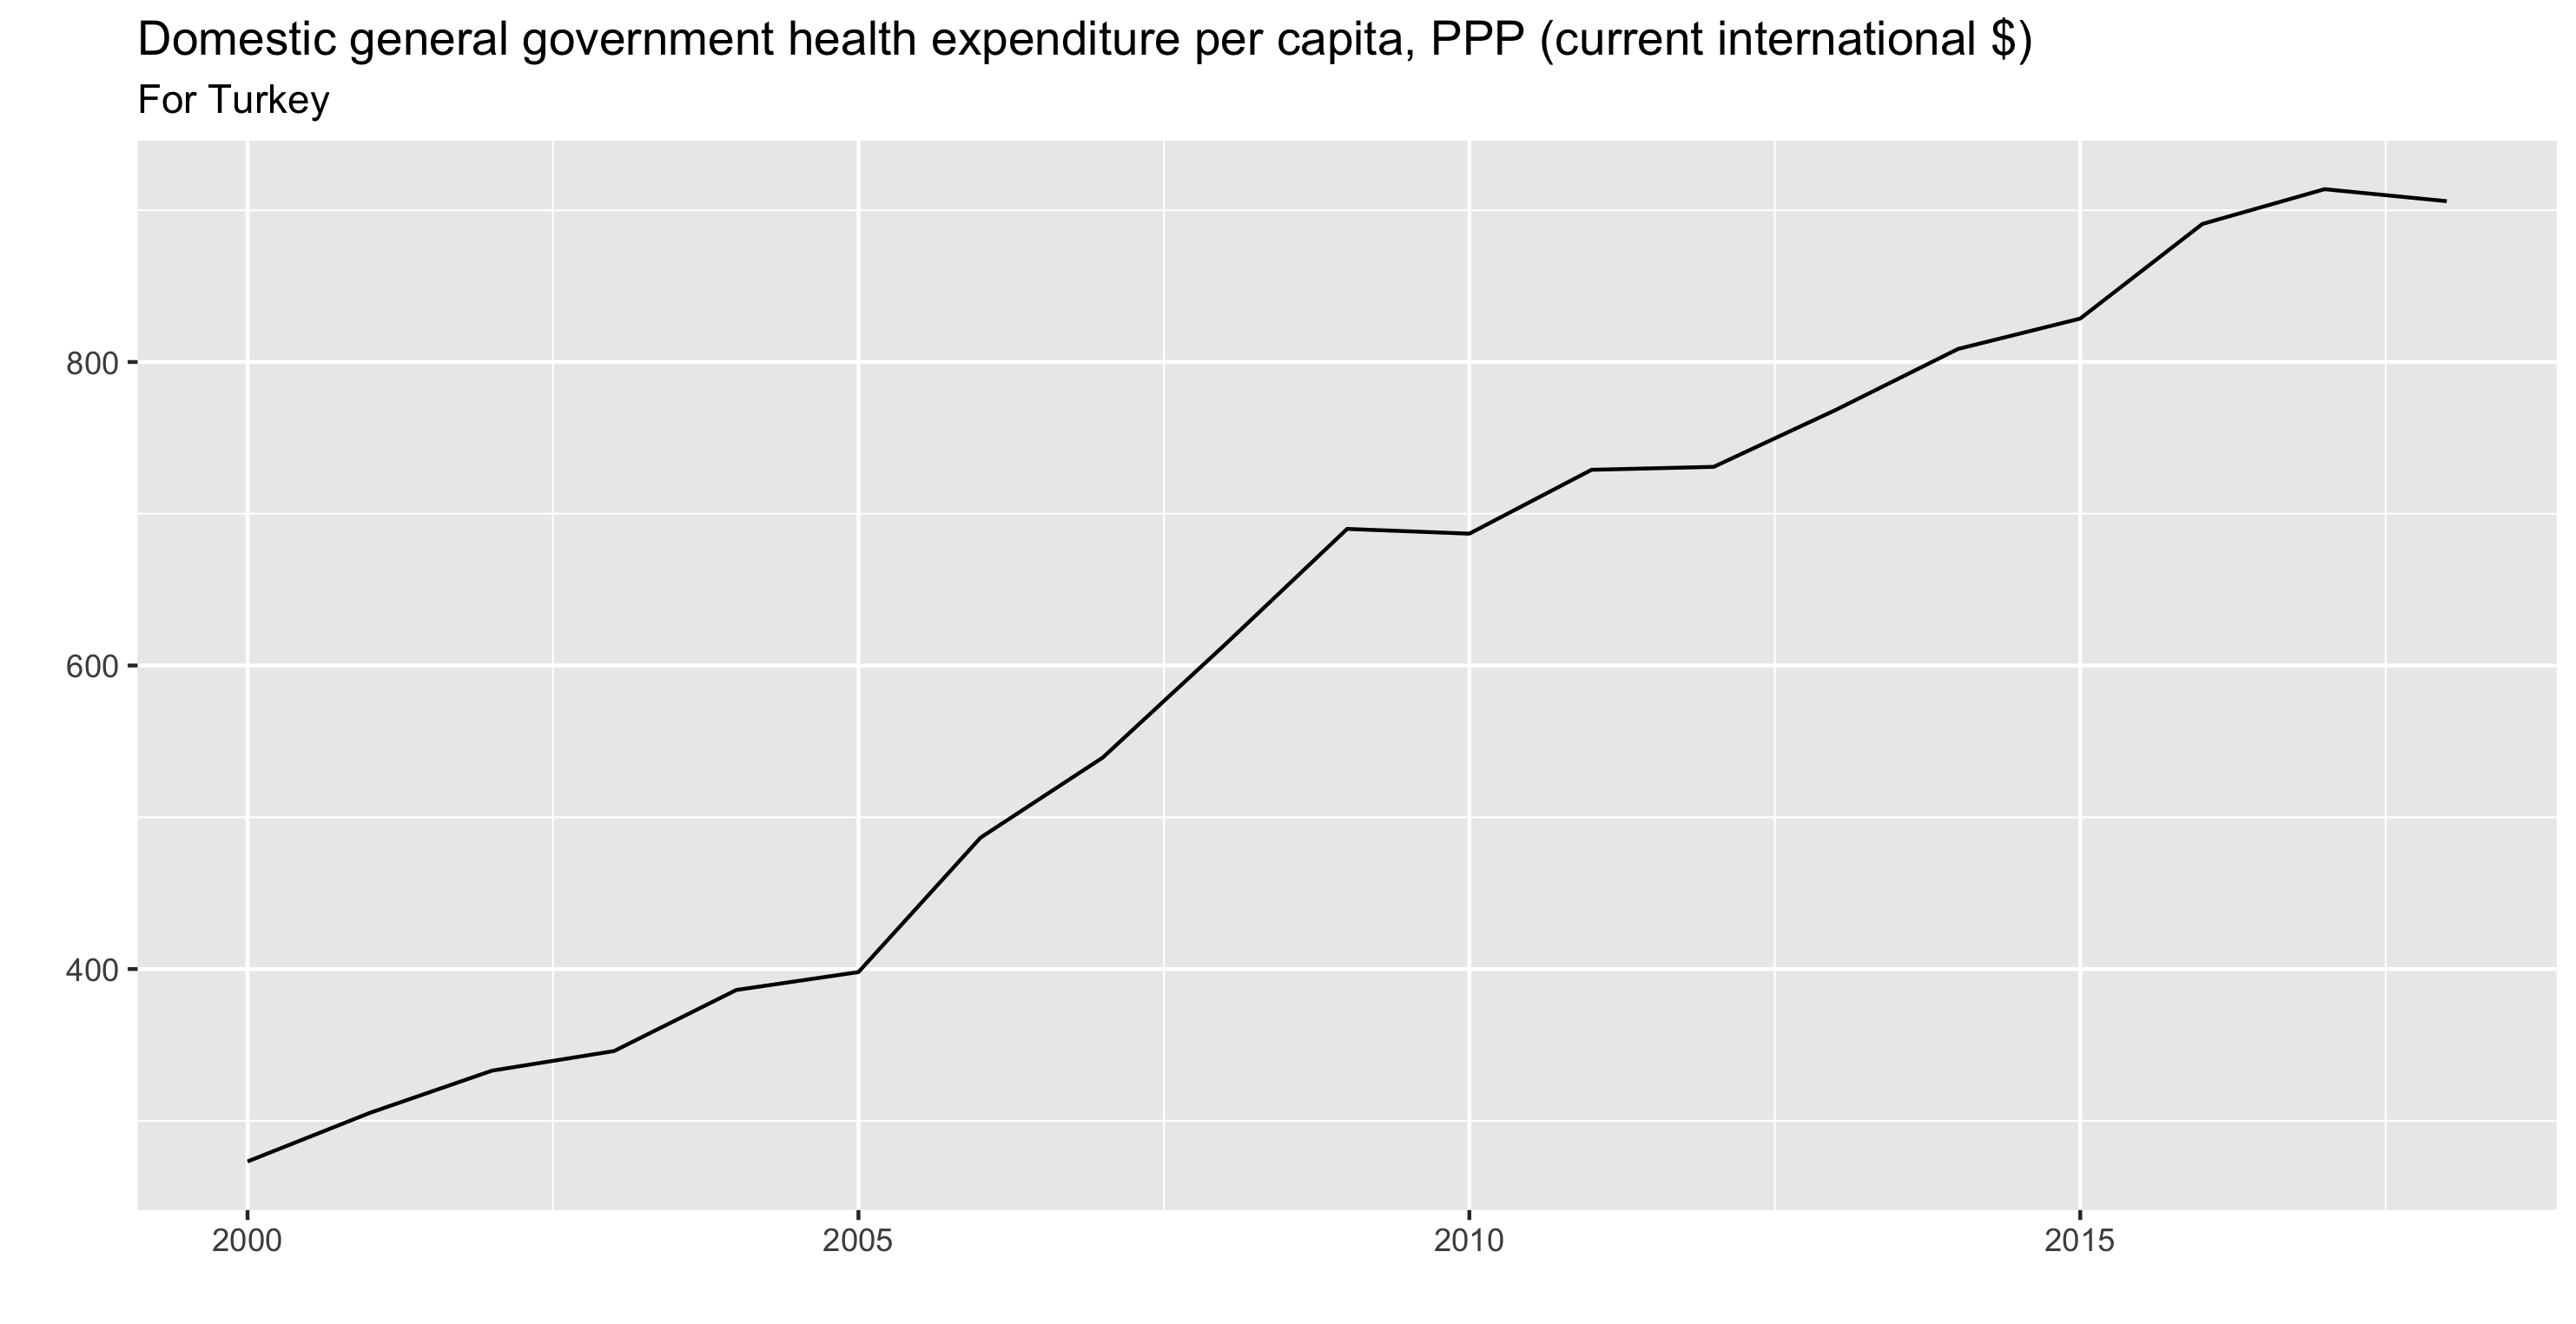 Domestic general government health expenditure per capita, PPP (current international $)
For Turkey
800
600
400
2000 2005 2010 2015